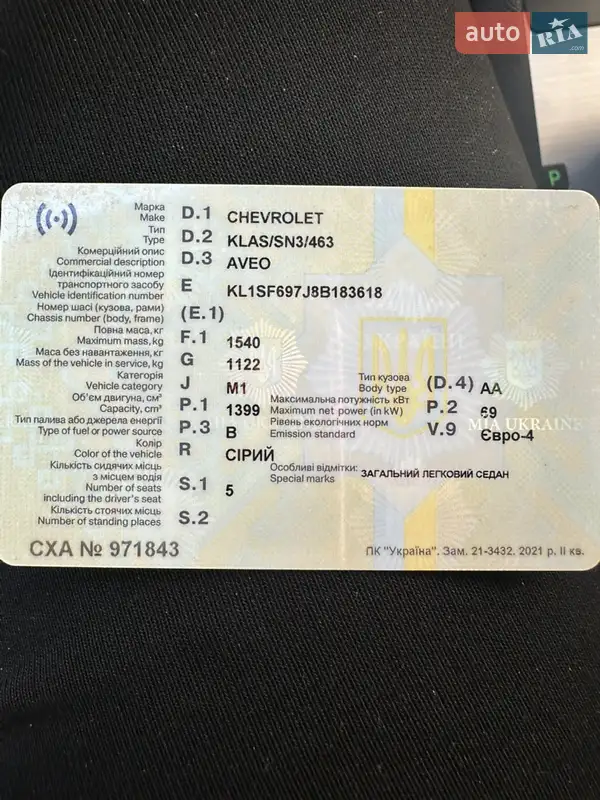 auto RIA .com
P
Марка D.1 CHEVROLET
Make
Тип D.2 KLAS/SN3/463
Type
Комерційний опис D.3 AVEO
Commercial description
Ідентифікаційний номер
транспортного засобу E KL1SF697J8B183618
Vehicle identification number
Номер шасі (кузова, рами) (E.1)
Chassis number (body, frame)
Повна маса, кг F.1 1540
Maximum mass, kg
Маса без навантаження, кг G 1122
Mass of the vehicle in service, kg
Категорія J M1 Тип кузова (D.4) AA
Vehicle category Body type
Об'єм двигуна, см³ P.1 1399 Максимальна потужність кВт P.2 69
Capacity, cm³ Maximum net power (in kW)
Тип палива або джерела енергії P.3 B Рівень екологічних норм V.9 Євро-4
Type of fuel or power source Emission standard
Колір R СІРИЙ
Color of the vehicle
Кількість сидячих місць Особливі відмітки: ЗАГАЛЬНИЙ ЛЕГКОВИЙ СЕДАН
з місцем водія S.1 5 Special marks
Number of seats
including the driver's seat
Кількість стоячих місць S.2
Number of standing places
MIA UKRAINE
СХА № 971843
ПК "Україна". Зам. 21-3432. 2021 р. ІІ кв.